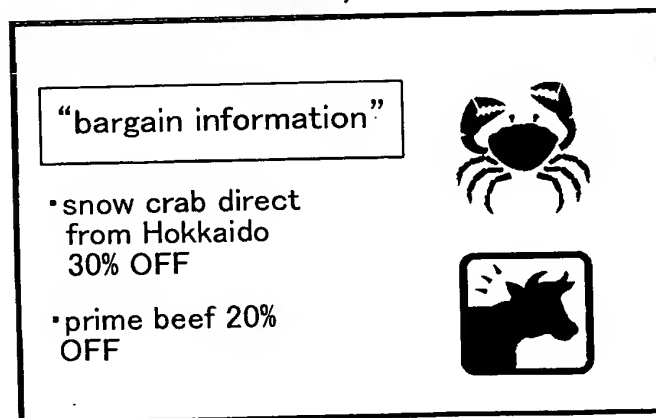 “bargain information”
・snow crab direct
from Hokkaido
30% OFF
・prime beef 20%
OFF